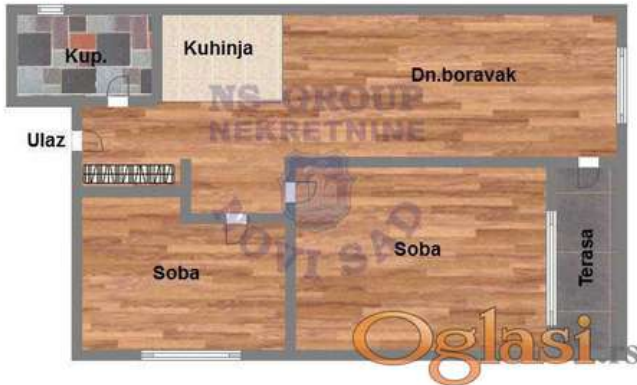 Kup.
Kuhinja
Dn.boravak
NS-GROUP
NEKRETNINE
Ulaz
NOVI SAD
Soba
Soba
Terasa
Oglasi.rs